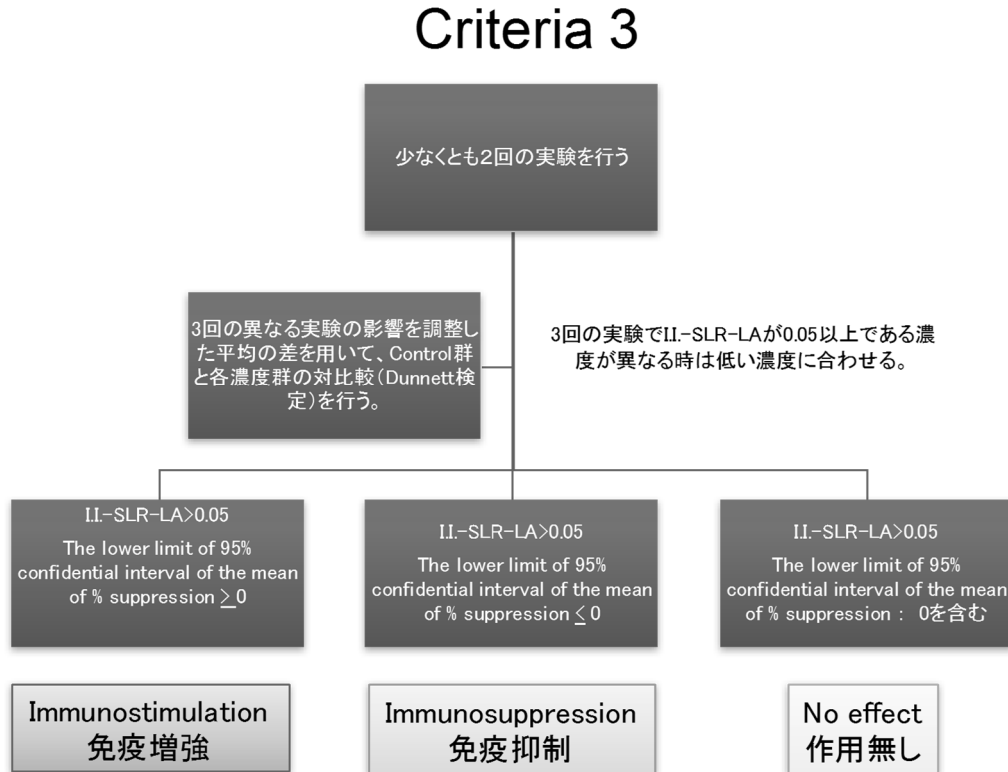 Criteria 3
少なくとも2回の実験を行う
3回の異なる実験の影響を調整し
た平均の差を用いて、Control群
と各濃度群の対比較(Dunnett検
定)を行う。
3回の実験でI.I.-SLR-LAが0.05以上である濃
度が異なる時は低い濃度に合わせる。
I.I.-SLR-LA>0.05
The lower limit of 95%
confidential interval of the mean
of % suppression ≥0
I.I.-SLR-LA>0.05
The lower limit of 95%
confidential interval of the mean
of % suppression ≤0
I.I.-SLR-LA>0.05
The lower limit of 95%
confidential interval of the mean
of % suppression : 0を含む
Immunostimulation
免疫増強
Immunosuppression
免疫抑制
No effect
作用無し